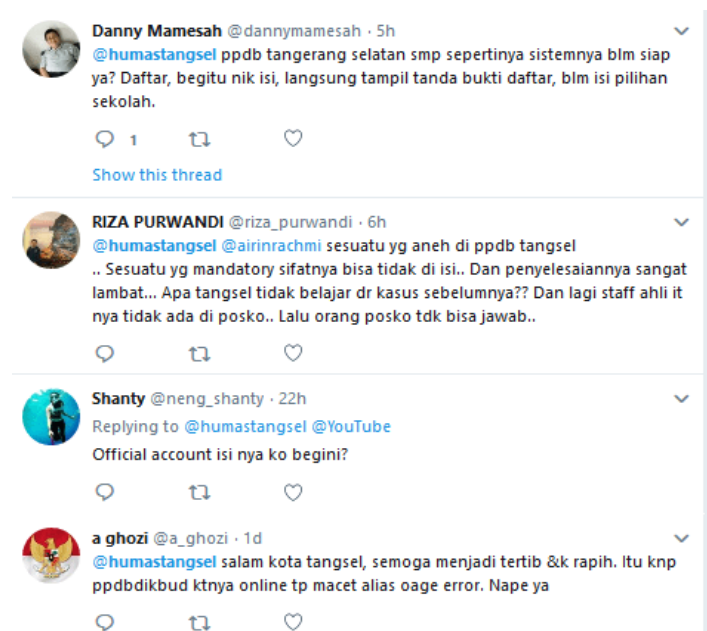 Danny Mamesah @dannymamesah · 5h
@humastangsel ppdb tangerang selatan smp sepertinya sistemnya blm siap
ya? Daftar, begitu nik isi, langsung tampil tanda bukti daftar, blm isi pilihan
sekolah.
1
Show this thread
RIZA PURWANDI @riza_purwandi · 6h
@humastangsel @airinrachmi sesuatu yg aneh di ppdb tangsel
.. Sesuatu yg mandatory sifatnya bisa tidak di isi.. Dan penyelesaiannya sangat
lambat... Apa tangsel tidak belajar dr kasus sebelumnya?? Dan lagi staff ahli it
nya tidak ada di posko.. Lalu orang posko tdk bisa jawab..
Shanty @neng_shanty · 22h
Replying to @humastangsel @YouTube
Official account isi nya ko begini?
a ghozi @a_ghozi · 1d
@humastangsel salam kota tangsel, semoga menjadi tertib &k rapih. Itu knp
ppdbdikbud ktnya online tp macet alias oage error. Nape ya